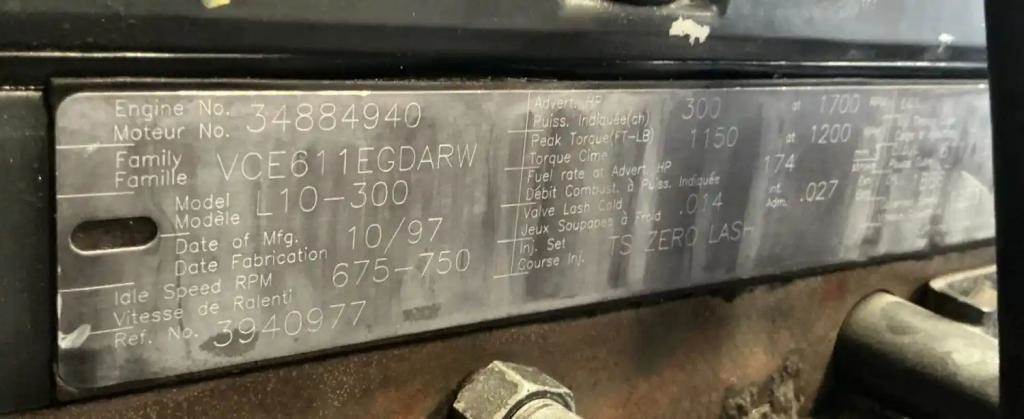 Engine No. 34884940
Moteur No.
Family VCE611EGDARW
Famille
Model L10-300
Modèle
Date of Mfg. 10/97
Date Fabrication
Idle Speed RPM 675-750
Vitesse de Ralenti
Ref. No. 3940977
Advert. HP 300 at 1700 RPM
Puiss. Indiquée(ch)
Peak Torque(FT-LB) 1150 at 1200
Torque Cime
Fuel rate at Advert. HP 174
Débit Combust. à Puiss. Indiquée
Valve Lash Cold .014 Int. Adm. .027
Jeux Soupapes à Froid
Inj. Set TS ZERO LASH
Course Inj.